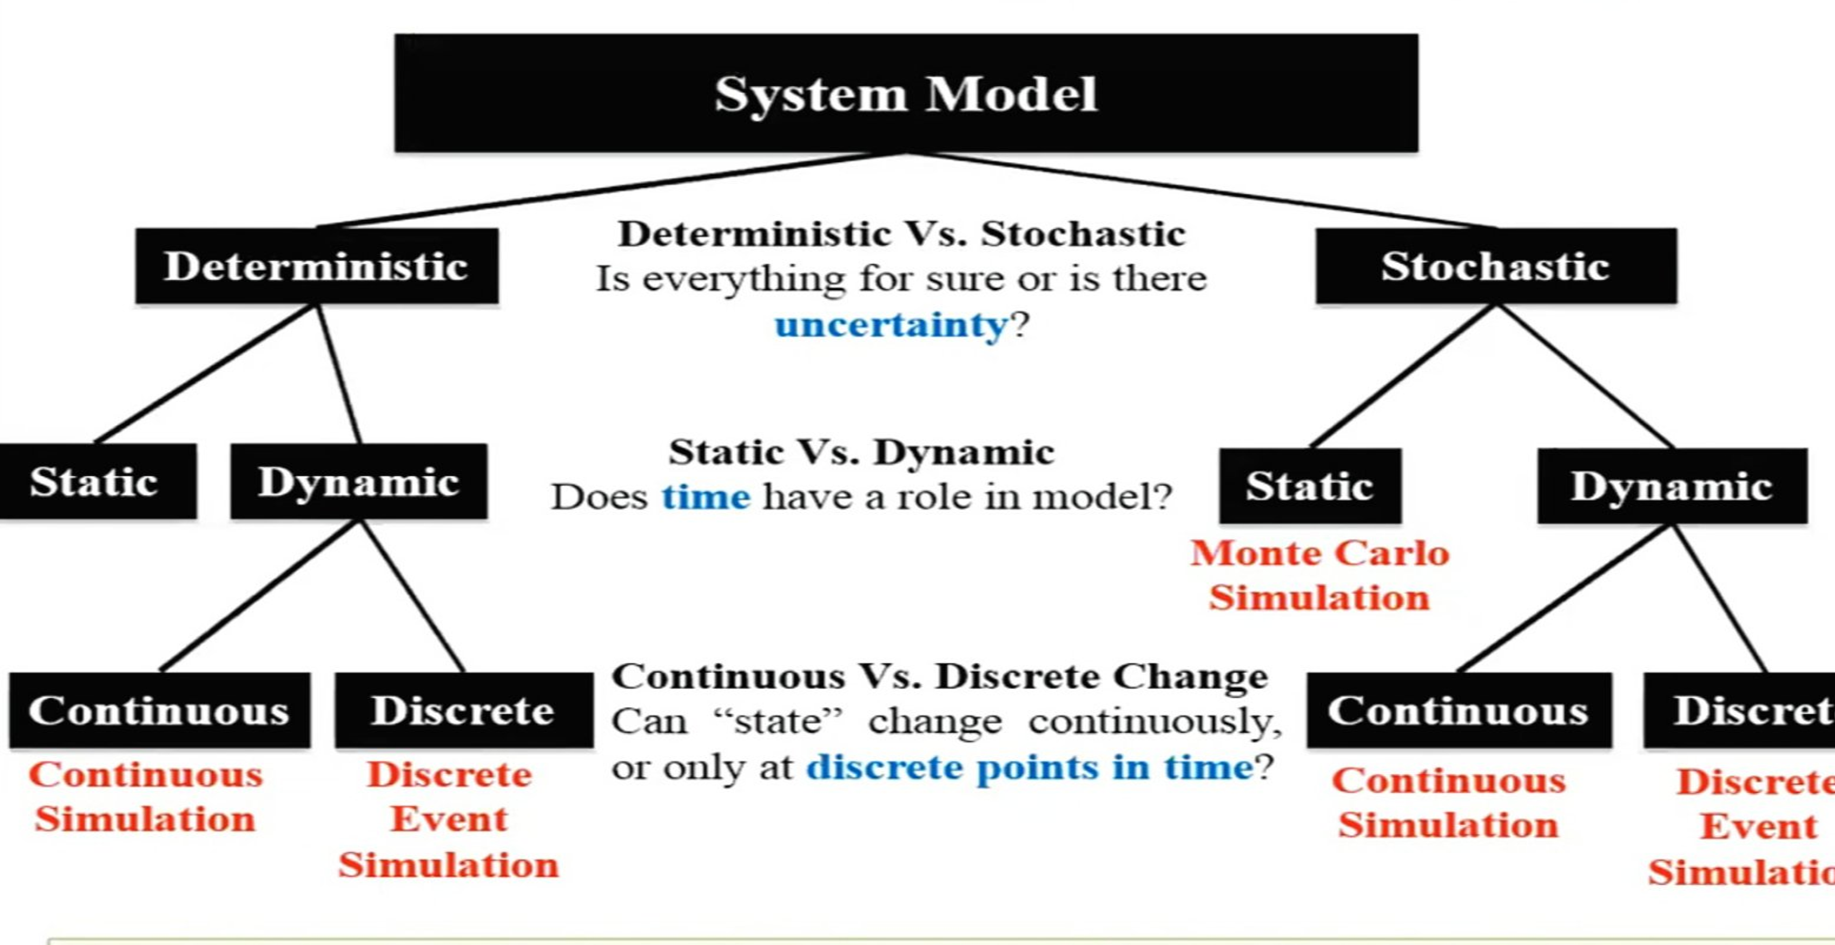 System Model
Deterministic
Deterministic Vs. Stochastic
Is everything for sure or is there
uncertainty?
Stochastic
Static
Dynamic
Static Vs. Dynamic
Does time have a role in model?
Static
Monte Carlo
Simulation
Dynamic
Continuous
Continuous
Simulation
Discrete
Discrete
Event
Simulation
Continuous Vs. Discrete Change
Can “state” change continuously,
or only at discrete points in time?
Continuous
Continuous
Simulation
Discret
Discrete
Event
Simulatio